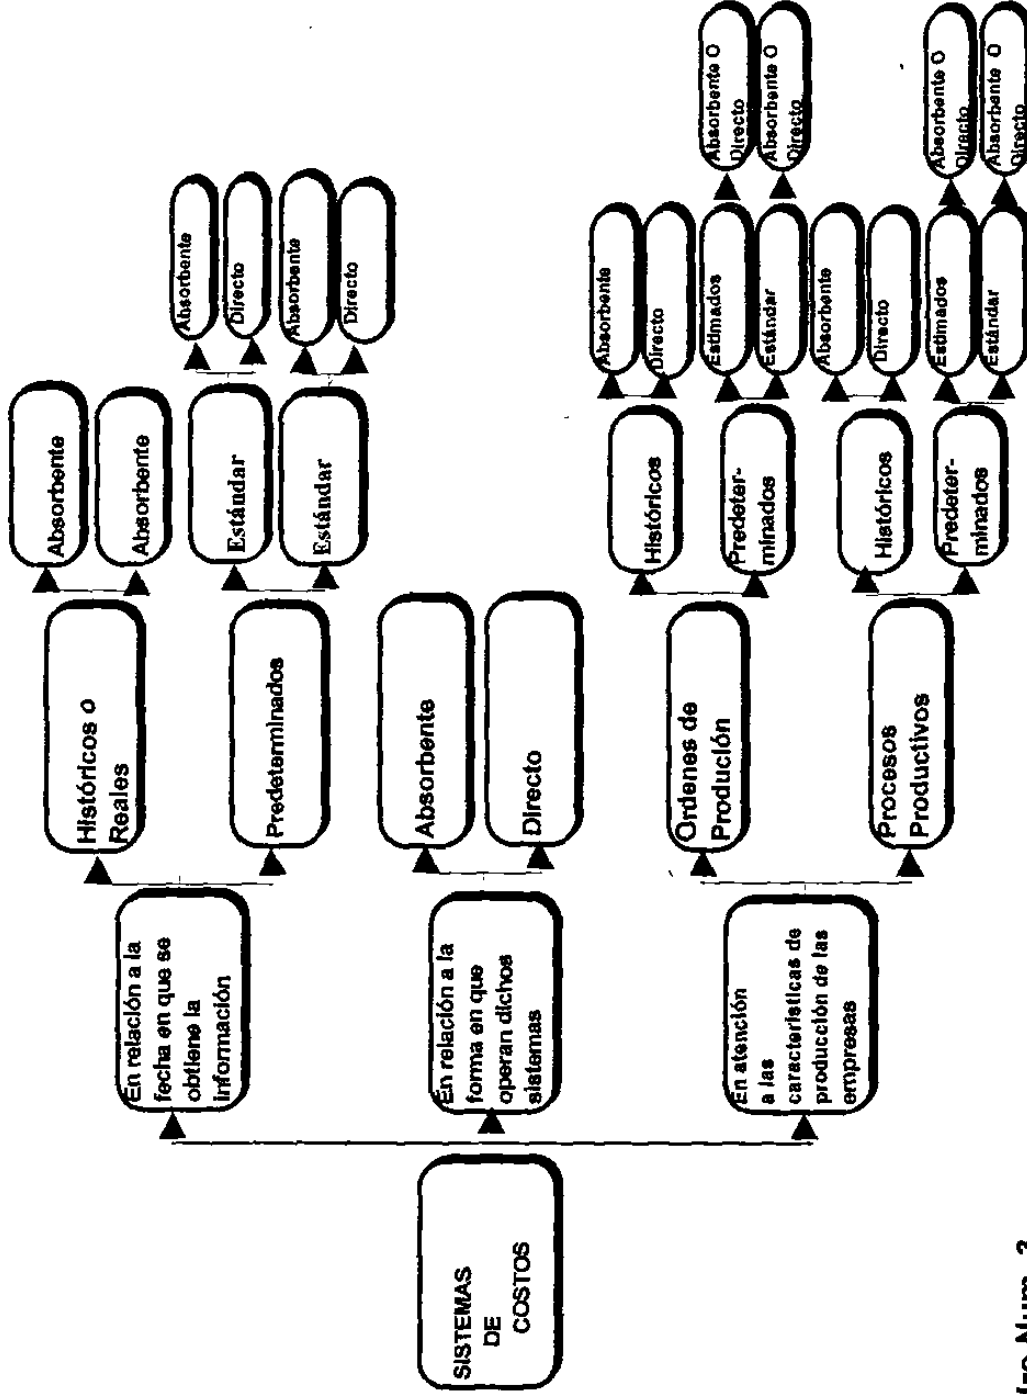 SISTEMAS
DE
COSTOS
En relación a la
fecha en que se
obtiene la
información
Históricos o
Reales
Absorbente
Absorbente
Predeterminados
Estándar
Absorbente
Directo
Estándar
Absorbente
Directo
En relación a la
forma en que
operan dichos
sistemas
Absorbente
Directo
En atención
a las
características de
producción de las
empresas
Ordenes de
Produción
Históricos
Absorbente
Directo
Predeter-
minados
Estimados
Absorbente O
Directo
Estándar
Absorbente O
Directo
Procesos
Productivos
Históricos
Absorbente
Directo
Predeter-
minados
Estimados
Absorbente O
Directo
Estándar
Absorbente O
Directo
Num. 3